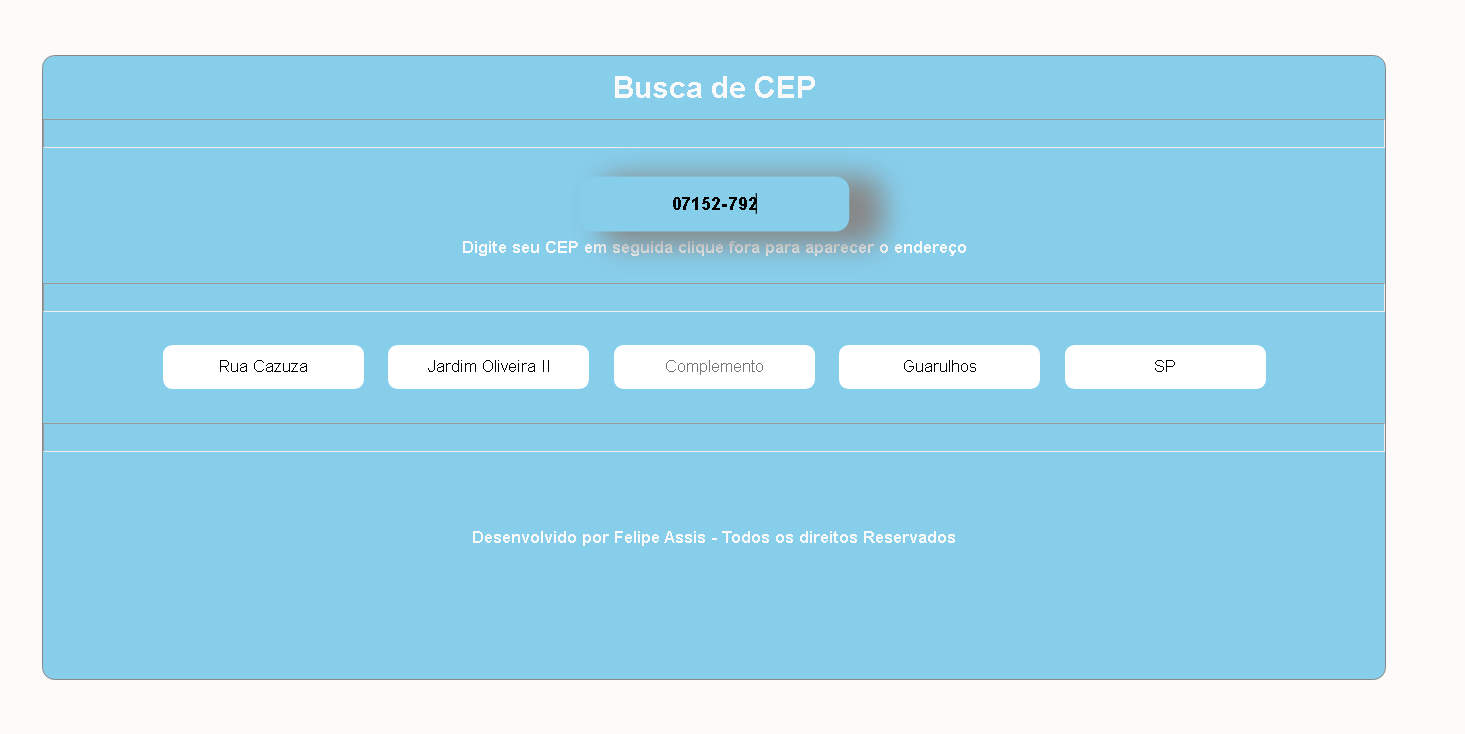 Busca de CEP
07152-792
Digite seu CEP em seguida clique fora para aparecer o endereço
Rua Cazuza
Jardim Oliveira II
Complemento
Guarulhos
SP
Desenvolvido por Felipe Assis - Todos os direitos Reservados